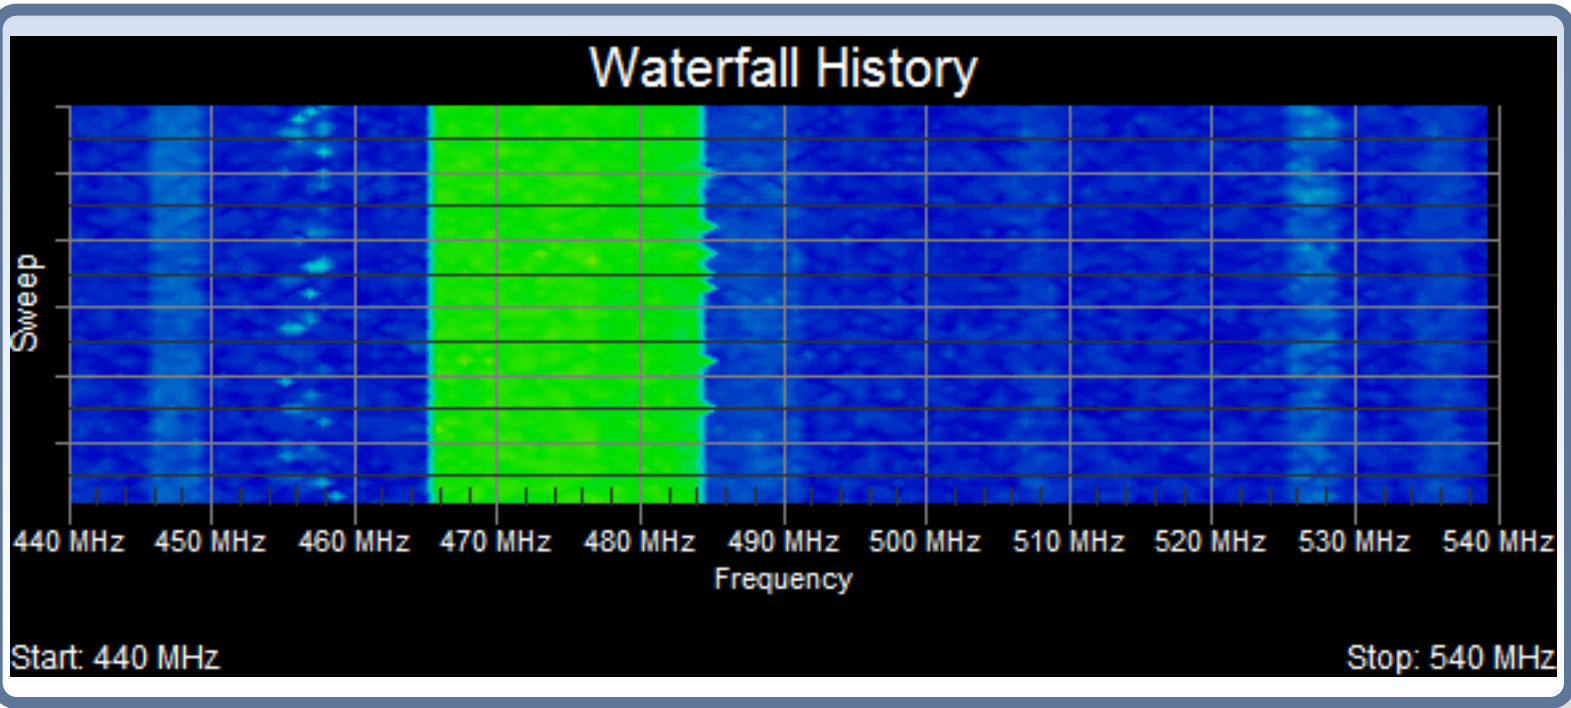 Waterfall History
Sweep
440 MHz 450 MHz 460 MHz 470 MHz 480 MHz 490 MHz 500 MHz 510 MHz 520 MHz 530 MHz 540 MHz
Frequency
Start: 440 MHz Stop: 540 MHz